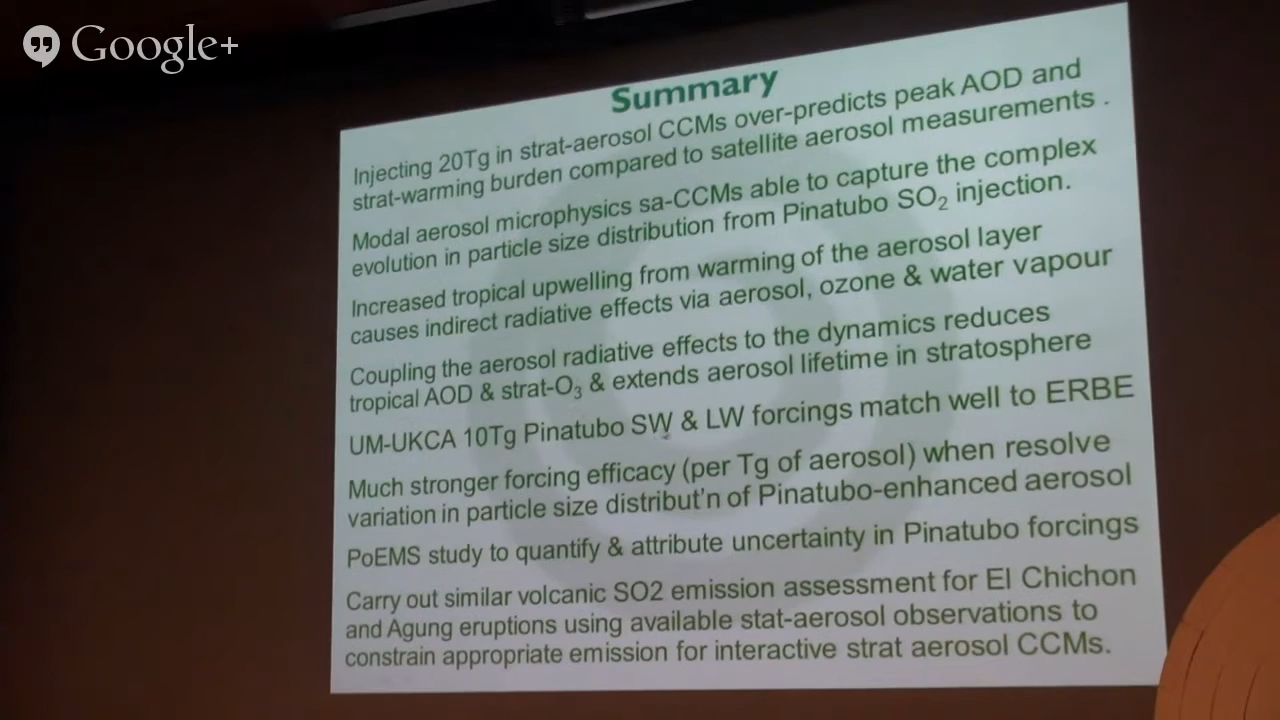 Google+
Summary
Injecting 20Tg in strat-aerosol CCMs over-predicts peak AOD and
strat-warming burden compared to satellite aerosol measurements .
Modal aerosol microphysics sa-CCMs able to capture the complex
evolution in particle size distribution from Pinatubo SO₂ injection.
Increased tropical upwelling from warming of the aerosol layer
causes indirect radiative effects via aerosol, ozone & water vapour
Coupling the aerosol radiative effects to the dynamics reduces
tropical AOD & strat-O₃ & extends aerosol lifetime in stratosphere
UM-UKCA 10Tg Pinatubo SW & LW forcings match well to ERBE
Much stronger forcing efficacy (per Tg of aerosol) when resolve
variation in particle size distribut'n of Pinatubo-enhanced aerosol
PoEMS study to quantify & attribute uncertainty in Pinatubo forcings
Carry out similar volcanic SO2 emission assessment for El Chichon
and Agung eruptions using available stat-aerosol observations to
constrain appropriate emission for interactive strat aerosol CCMs.